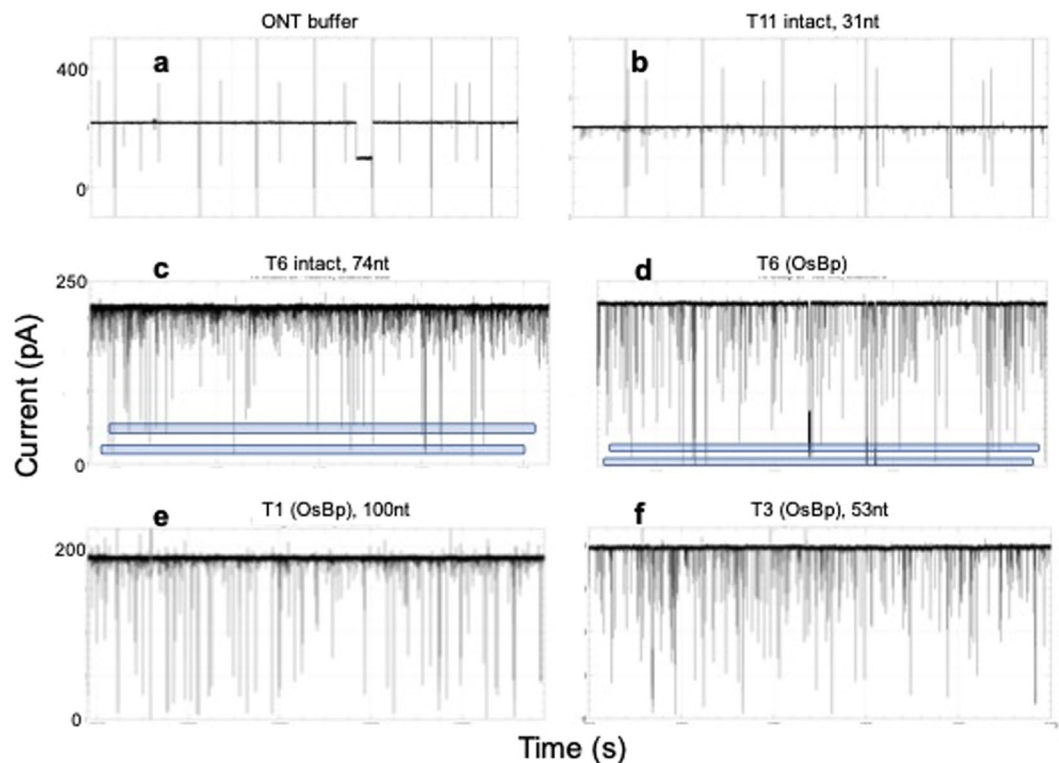 ONT buffer
T11 intact, 31nt
a
b
400
0
T6 intact, 74nt
T6 (OsBp)
c
d
250
0
Current (pA)
T1 (OsBp), 100nt
T3 (OsBp), 53nt
e
f
200
0
Time (s)